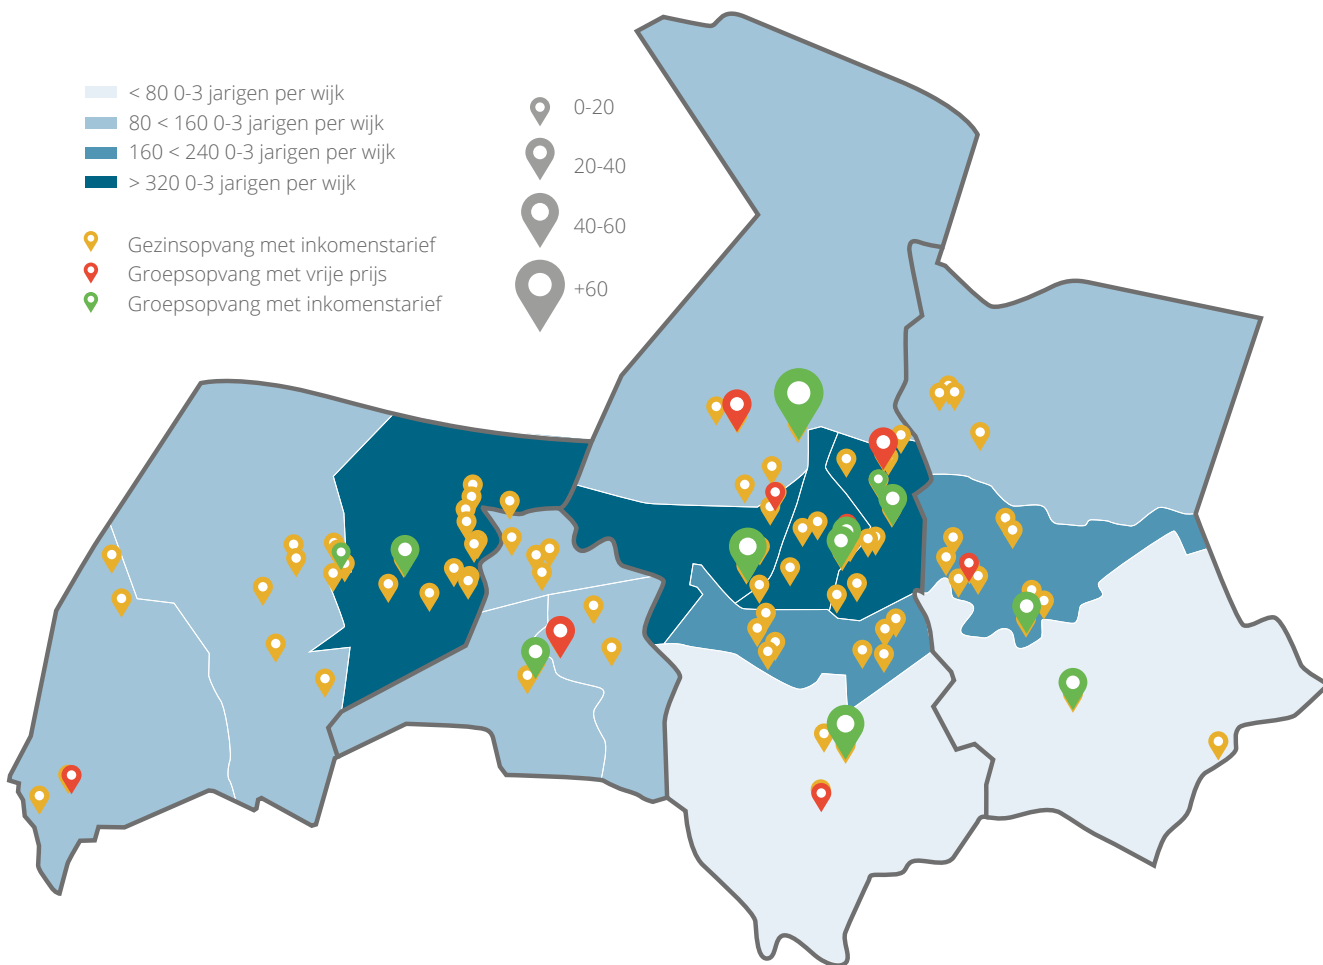 < 80 0-3 jarigen per wijk
80 < 160 0-3 jarigen per wijk
160 < 240 0-3 jarigen per wijk
> 320 0-3 jarigen per wijk
Gezinsopvang met inkomenstarief
Groepsopvang met vrije prijs
Groepsopvang met inkomenstarief
0-20
20-40
40-60
+60